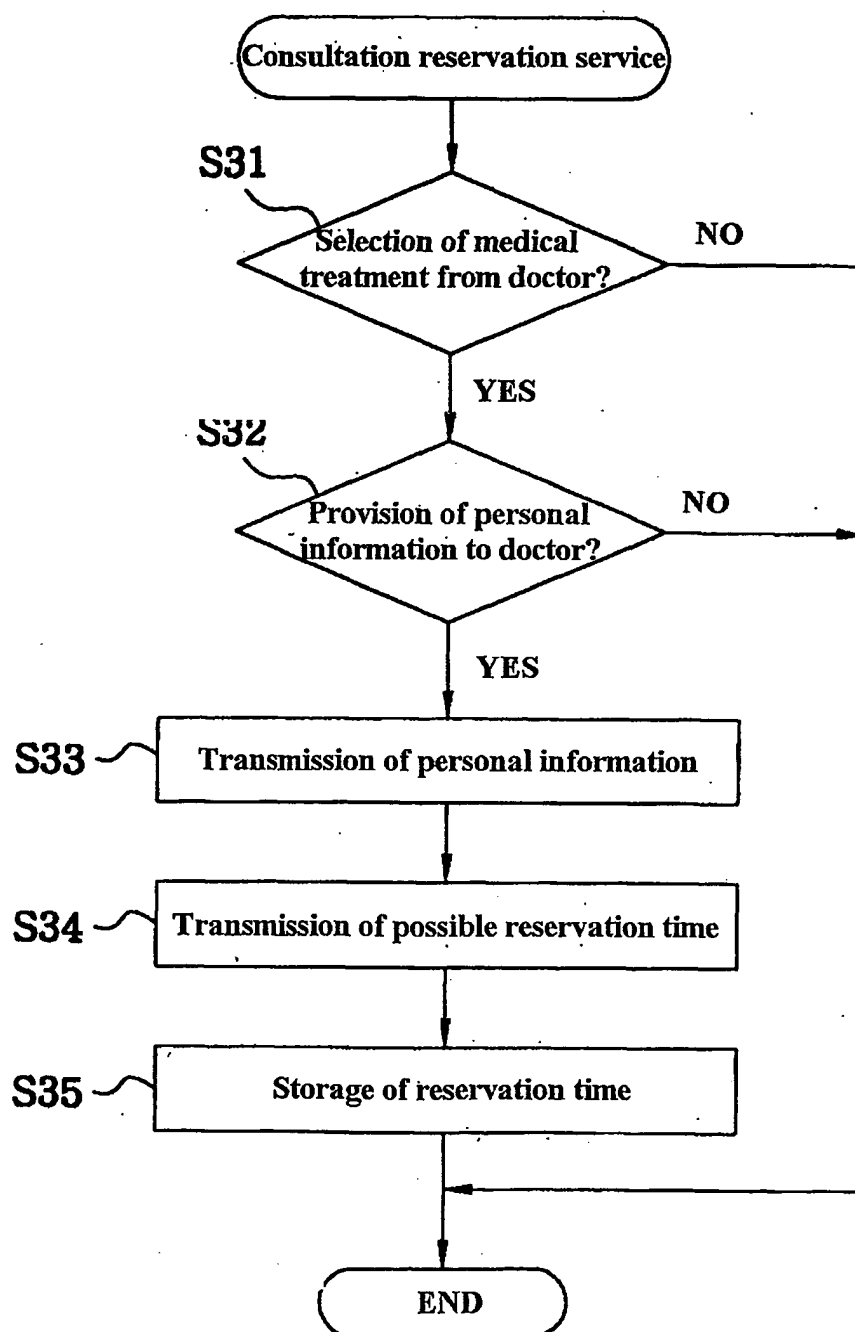 Consultation reservation service
S31
Selection of medical
treatment from doctor?
NO
YES
S32
Provision of personal
information to doctor?
NO
YES
S33
Transmission of personal information
S34
Transmission of possible reservation time
S35
Storage of reservation time
END